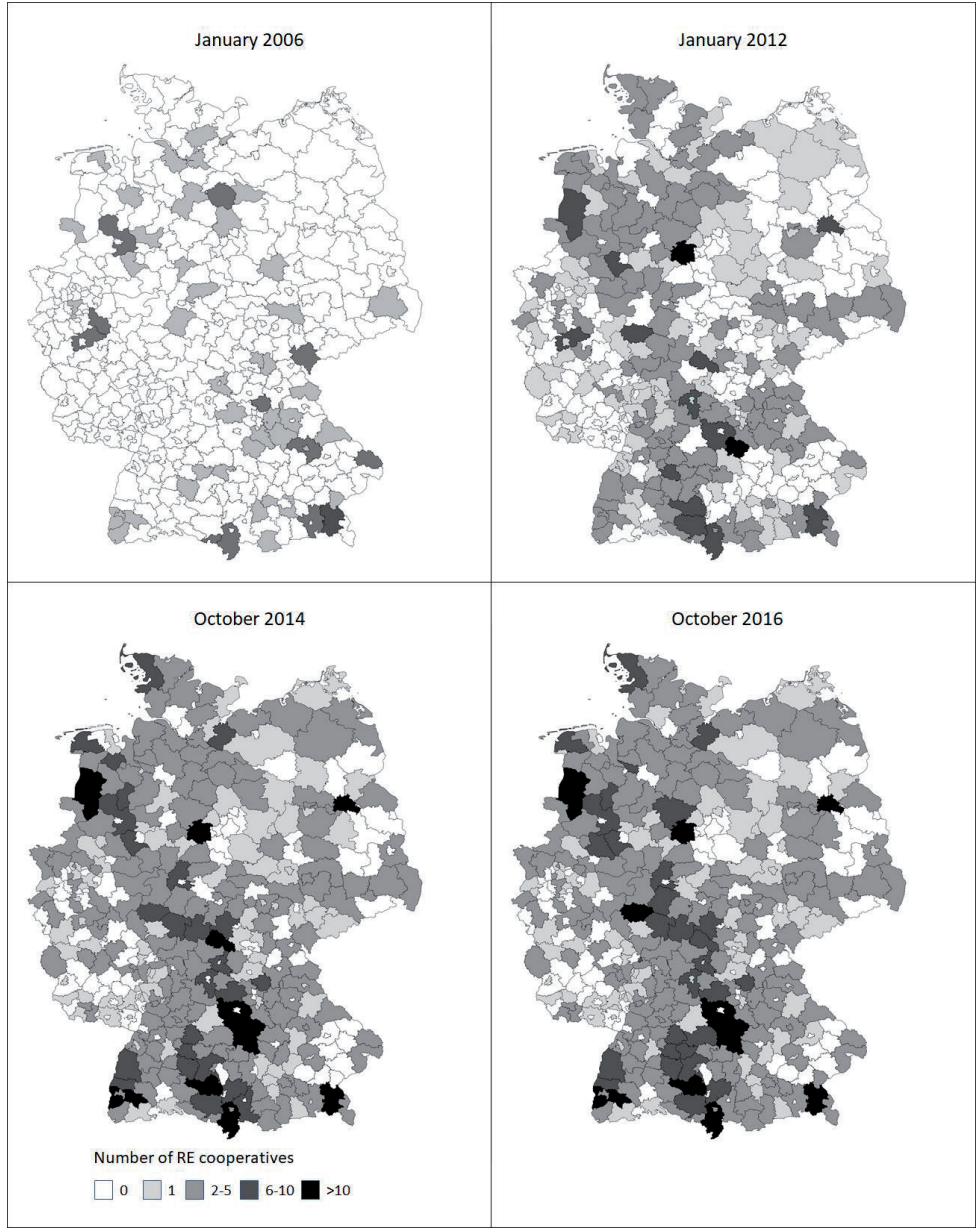 January 2006
January 2012
October 2014
October 2016
Number of RE cooperatives
0 1 2-5 6-10 >10